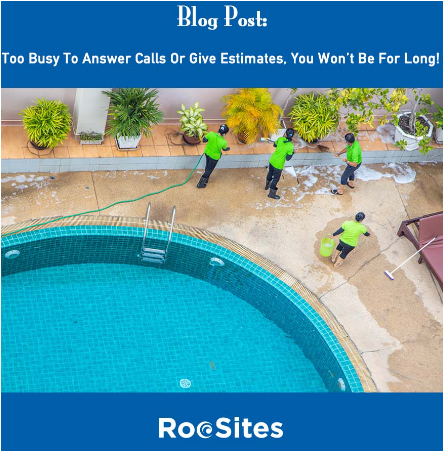 Blog Post:
Too Busy To Answer Calls Or Give Estimates, You Won't Be For Long!
RooSites